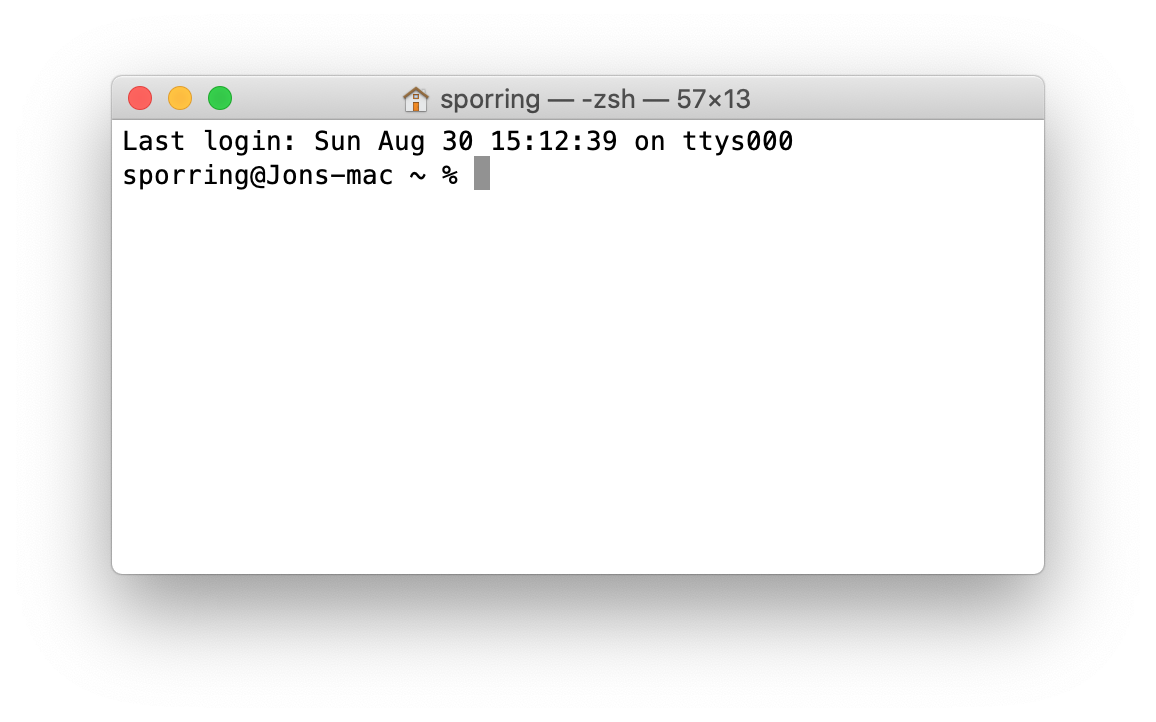 sporring — -zsh — 57×13
Last login: Sun Aug 30 15:12:39 on ttys000
sporring@Jons-mac ~ %